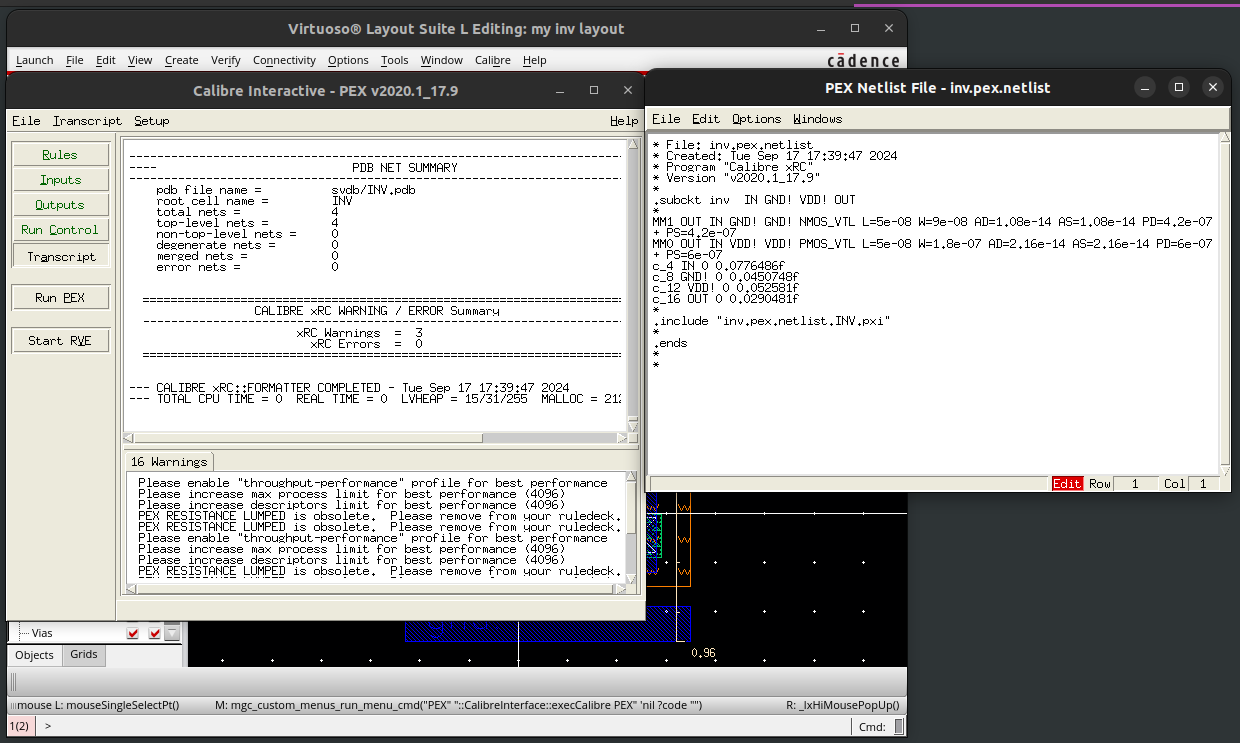 Virtuoso® Layout Suite L Editing: my inv layout
Launch File Edit View Create Verify Connectivity Options Tools Window Calibre Help
cādence
Calibre Interactive - PEX v2020.1_17.9
File Transcript Setup Help
Rules
Inputs
Outputs
Run Control
Transcript
Run PEX
Start RVE
----
PDB NET SUMMARY
pdb file name = svdb/INV.pdb
root cell name = INV
total nets = 4
top-level nets = 4
non-top-level nets = 0
degenerate nets = 0
merged nets = 0
error nets = 0
CALIBRE xRC WARNING / ERROR Summary
xRC Warnings = 3
xRC Errors = 0
--- CALIBRE xRC::FORMATTER COMPLETED - Tue Sep 17 17:39:47 2024
--- TOTAL CPU TIME = 0 REAL TIME = 0 LVHEAP = 15/31/255 MALLOC = 212
16 Warnings
Please enable "throughput-performance" profile for best performance
Please increase max process limit for best performance (4096)
Please increase descriptors limit for best performance (4096)
PEX RESISTANCE LUMPED is obsolete. Please remove from your ruledeck.
PEX RESISTANCE LUMPED is obsolete. Please remove from your ruledeck.
Please enable "throughput-performance" profile for best performance
Please increase max process limit for best performance (4096)
Please increase descriptors limit for best performance (4096)
PEX RESISTANCE LUMPED is obsolete. Please remove from your ruledeck.
PEX Netlist File - inv.pex.netlist
File Edit Options Windows
* File: inv.pex.netlist
* Created: Tue Sep 17 17:39:47 2024
* Program "Calibre xRC"
* Version "v2020.1_17.9"
*
.subckt inv IN GND! VDD! OUT
*
MM1 OUT IN GND! GND! NMOS_VTL L=5e-08 W=9e-08 AD=1.08e-14 AS=1.08e-14 PD=4.2e-07
+ PS=4.2e-07
MM0 OUT IN VDD! VDD! PMOS_VTL L=5e-08 W=1.8e-07 AD=2.16e-14 AS=2.16e-14 PD=6e-07
+ PS=6e-07
c_4 IN 0 0.0776486f
c_8 GND! 0 0.0450748f
c_12 VDD! 0 0.052581f
c_16 OUT 0 0.0290481f
*
.include "inv.pex.netlist.INV.pxi"
*
.ends
*
*
Edit Row 1 Col 1
0.96
Vias
Objects Grids
mouse L: mouseSingleSelectPt() M: mgc_custom_menus_run_menu_cmd("PEX" "::CalibreInterface::execCalibre PEX" 'nil ?code "") R: _lxHiMousePopUp()
1(2) > Cmd: